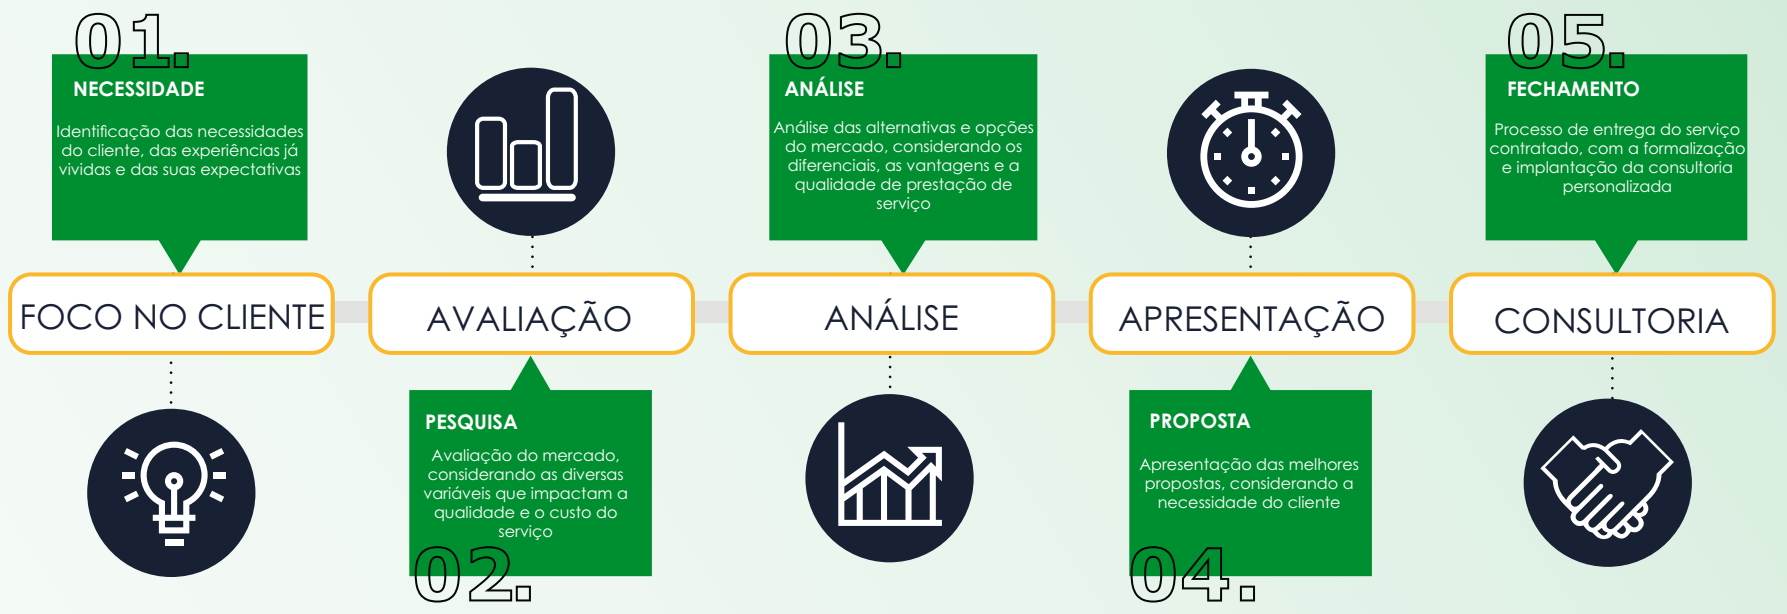 01.
NECESSIDADE
Identificação das necessidades
do cliente, das experiências já
vividas e das suas expectativas
FOCO NO CLIENTE
AVALIAÇÃO
PESQUISA
Avaliação do mercado,
considerando as diversas
variáveis que impactam a
qualidade e o custo do
serviço
02.
03.
ANÁLISE
Análise das alternativas e opções
do mercado, considerando os
diferenciais, as vantagens e a
qualidade de prestação de
serviço
ANÁLISE
APRESENTAÇÃO
PROPOSTA
Apresentação das melhores
propostas, considerando a
necessidade do cliente
04.
05.
FECHAMENTO
Processo de entrega do serviço
contratado, com a formalização
e implantação da consultoria
personalizada
CONSULTORIA